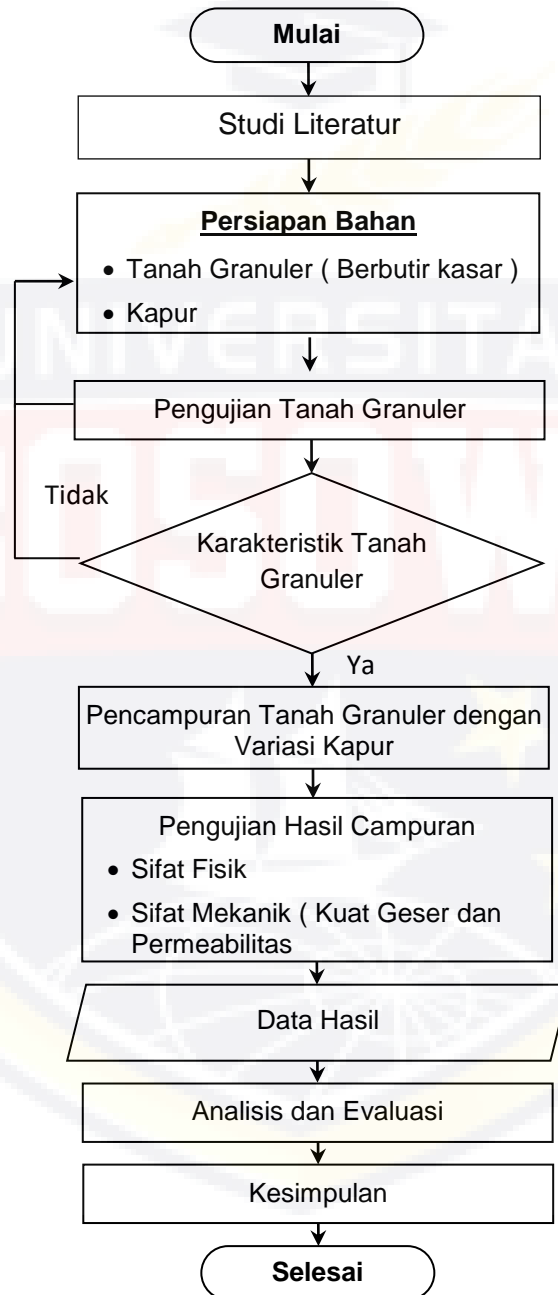 Mulai
Studi Literatur
Persiapan Bahan
• Tanah Granuler ( Berbutir kasar )
• Kapur
Pengujian Tanah Granuler
Tidak
Karakteristik Tanah
Granuler
Ya
Pencampuran Tanah Granuler dengan
Variasi Kapur
Pengujian Hasil Campuran
• Sifat Fisik
• Sifat Mekanik ( Kuat Geser dan
Permeabilitas
Data Hasil
Analisis dan Evaluasi
Kesimpulan
Selesai
UNIVERSITA
BOSOW